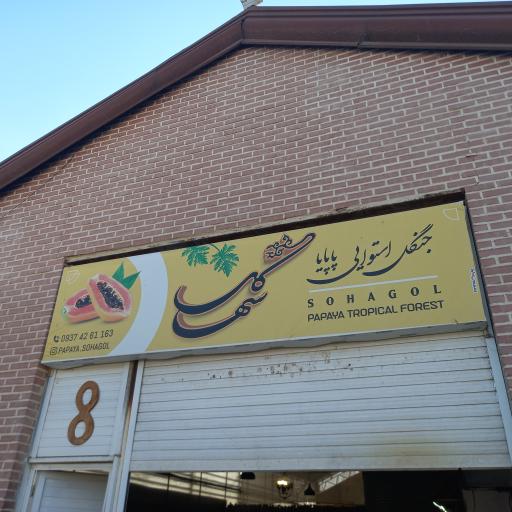 جنگل استوایی پاپایا
سهاگل
SOHAGOL
PAPAYA TROPICAL FOREST
0937 42 61 163
PAPAYA.SOHAGOL
8